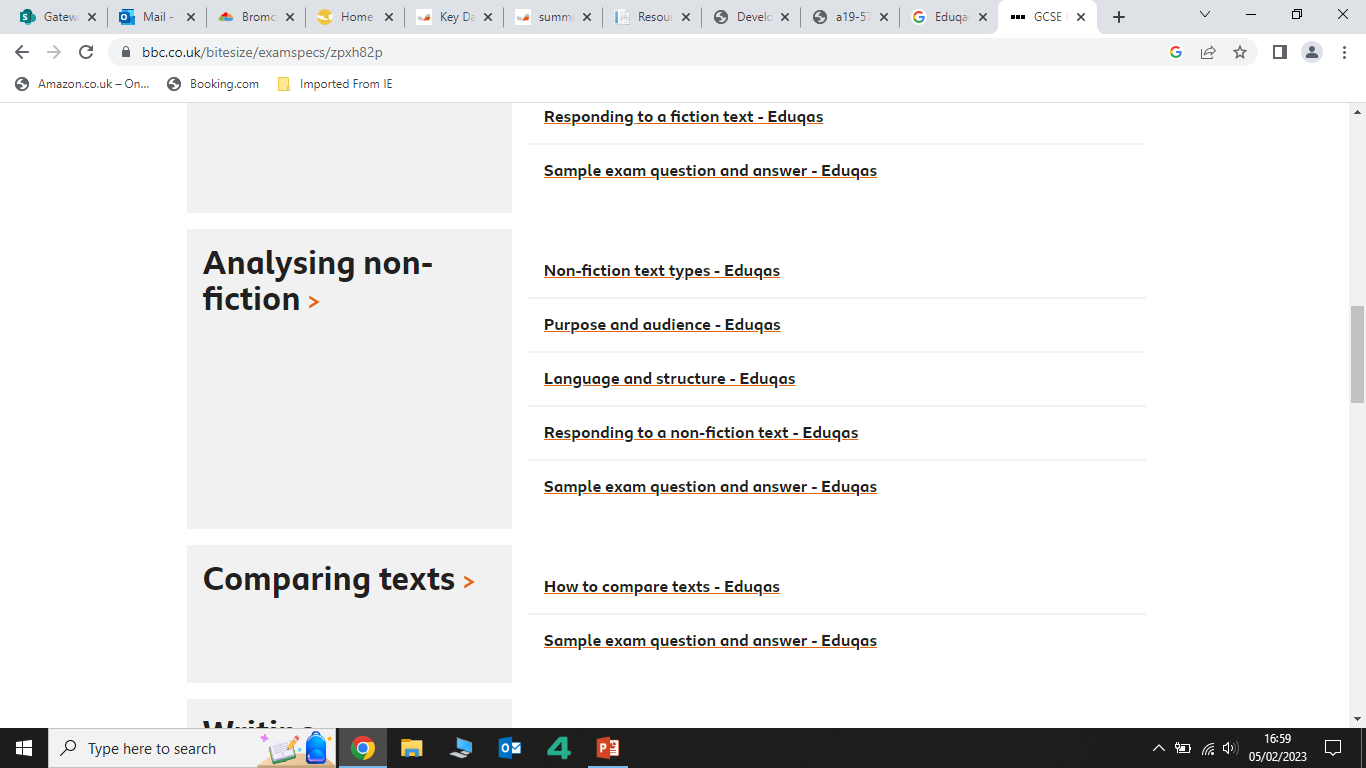 Gatew
Mail -
Bromc
Home
Key Da
summ
Resour
Develo
a19-57
Eduqa
GCSE
bbc.co.uk/bitesize/examspecs/zpxh82p
Amazon.co.uk – On...
Booking.com
Imported From IE
Responding to a fiction text - Eduqas
Sample exam question and answer - Eduqas
Analysing non-
fiction >
Non-fiction text types - Eduqas
Purpose and audience - Eduqas
Language and structure - Eduqas
Responding to a non-fiction text - Eduqas
Sample exam question and answer - Eduqas
Comparing texts >
How to compare texts - Eduqas
Sample exam question and answer - Eduqas
Writing
Type here to search
16:59
05/02/2023